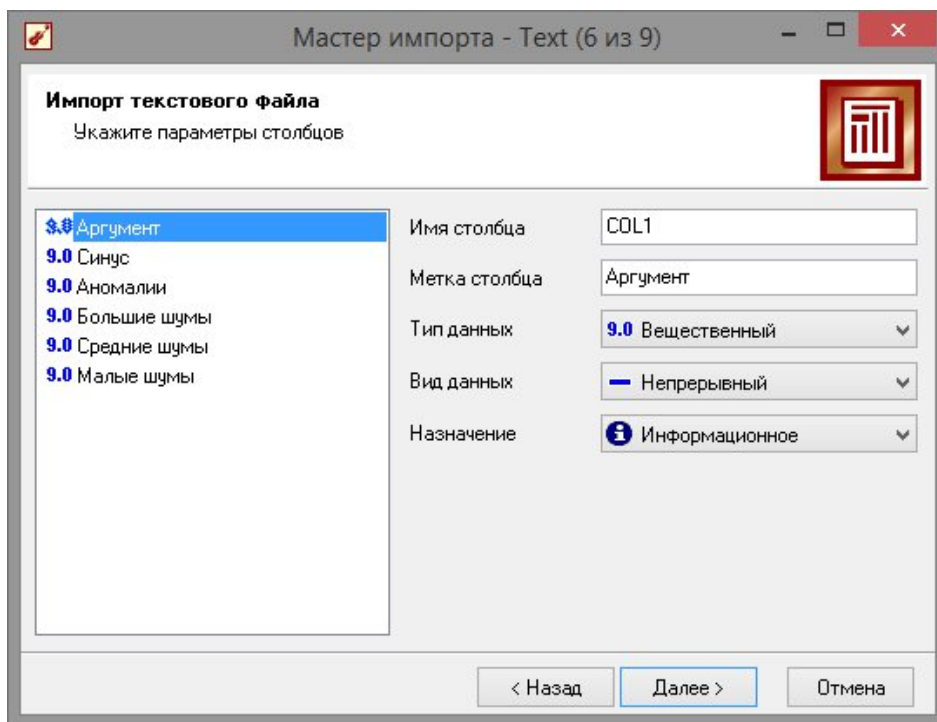 Мастер импорта - Text (6 из 9)
Импорт текстового файла
Укажите параметры столбцов
9.0 Аргумент
9.0 Синус
9.0 Аномалии
9.0 Большие шумы
9.0 Средние шумы
9.0 Малые шумы
Имя столбца COL1
Метка столбца Аргумент
Тип данных 9.0 Вещественный
Вид данных Непрерывный
Назначение Информационное
< Назад Далее > Отмена